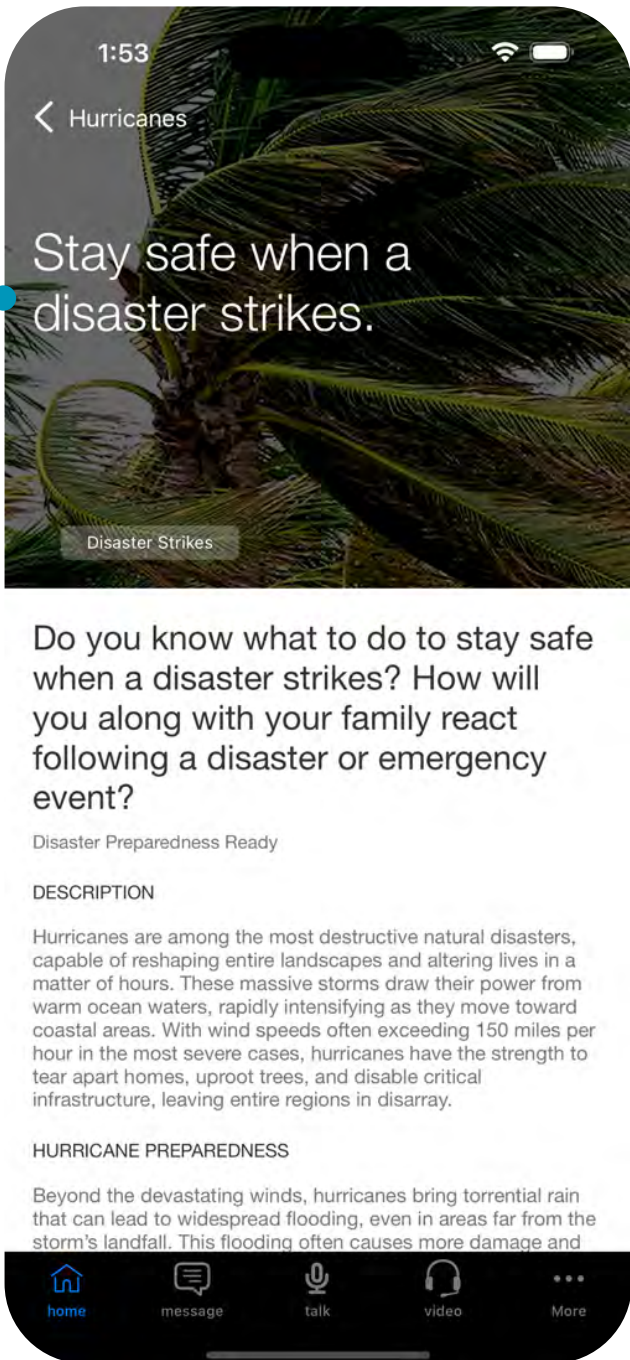 1:53
Hurricanes
Stay safe when a
disaster strikes.
Disaster Strikes
Do you know what to do to stay safe
when a disaster strikes? How will
you along with your family react
following a disaster or emergency
event?
Disaster Preparedness Ready
DESCRIPTION
Hurricanes are among the most destructive natural disasters,
capable of reshaping entire landscapes and altering lives in a
matter of hours. These massive storms draw their power from
warm ocean waters, rapidly intensifying as they move toward
coastal areas. With wind speeds often exceeding 150 miles per
hour in the most severe cases, hurricanes have the strength to
tear apart homes, uproot trees, and disable critical
infrastructure, leaving entire regions in disarray.
HURRICANE PREPAREDNESS
Beyond the devastating winds, hurricanes bring torrential rain
that can lead to widespread flooding, even in areas far from the
storm's landfall. This flooding often causes more damage and
home
message
talk
video
More